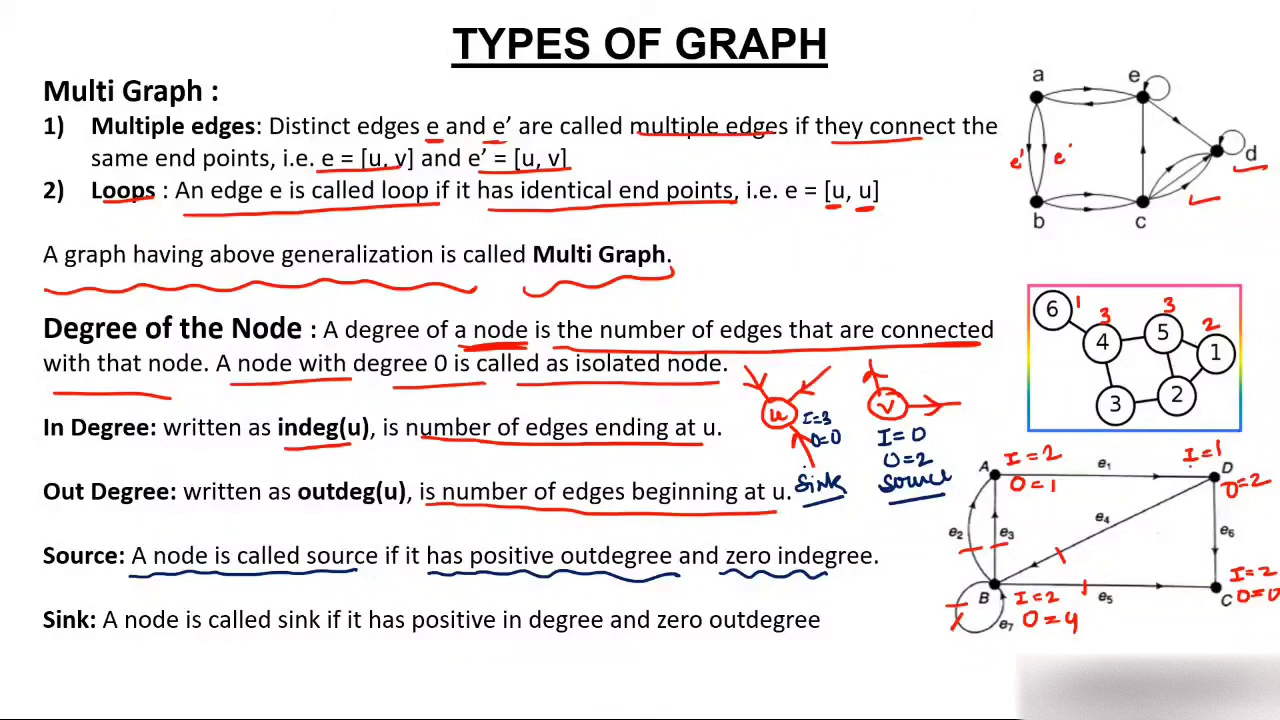 TYPES OF GRAPH
Multi Graph :
1) Multiple edges: Distinct edges e and e’ are called multiple edges if they connect the
same end points, i.e. e = [u, v] and e’ = [u, v]
2) Loops : An edge e is called loop if it has identical end points, i.e. e = [u, u]
A graph having above generalization is called Multi Graph.
Degree of the Node : A degree of a node is the number of edges that are connected
with that node. A node with degree 0 is called as isolated node.
In Degree: written as indeg(u), is number of edges ending at u.
Out Degree: written as outdeg(u), is number of edges beginning at u.
Source: A node is called source if it has positive outdegree and zero indegree.
Sink: A node is called sink if it has positive in degree and zero outdegree
a e
e' e'
d
b c
6 1
3 3 2
4 5 1
3 2
u I=3
O=0
Sink
v
I=0
O=2
Source
A I=2
O=1
e1
I=1
D
O=2
e2 e3 e4 e6
B I=2
O=4
e5
I=2
C O=0
e7